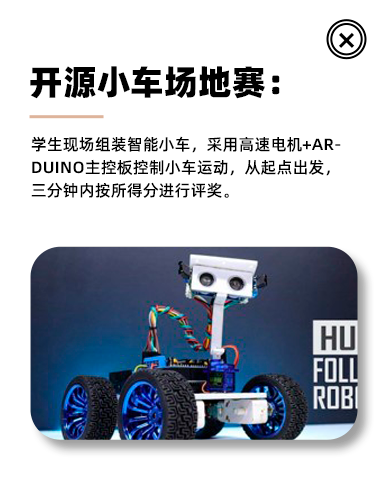 开源小车场地赛：
学生现场组装智能小车，采用高速电机+AR-
DUINO主控板控制小车运动，从起点出发，
三分钟内按所得分进行评奖。
HU
FOLL
ROB